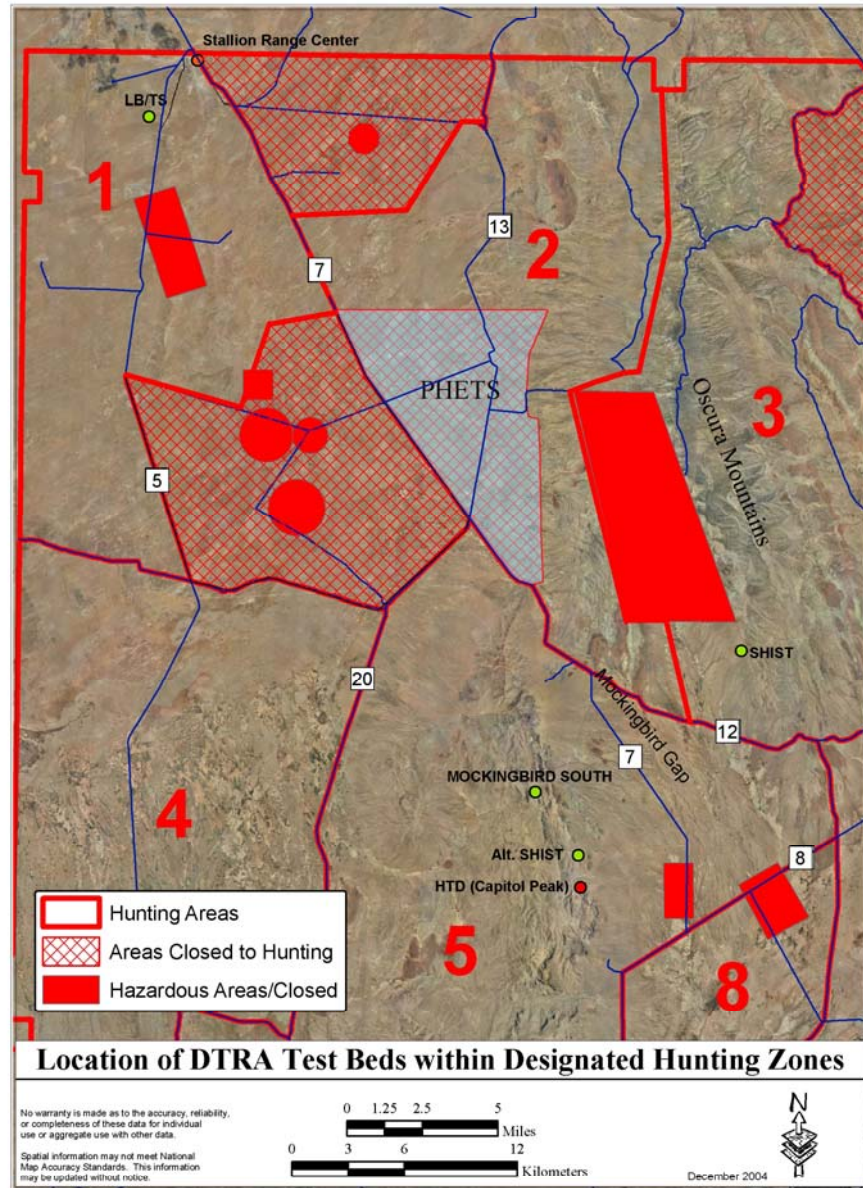 Stallion Range Center
LB/TS
1
13
2
7
PHETS
Oscura Mountains
3
5
SHIST
20
Mockingbird Gap
12
7
MOCKINGBIRD SOUTH
4
Alt. SHIST
8
HTD (Capitol Peak)
5
8
Hunting Areas
Areas Closed to Hunting
Hazardous Areas/Closed
Location of DTRA Test Beds within Designated Hunting Zones
No warranty is made as to the accuracy, reliability,
or completeness of these data for individual
use or aggregate use with other data.
Spatial information may not meet National
Map Accuracy Standards. This information
may be updated without notice.
0 1.25 2.5 5
Miles
0 3 6 12
Kilometers
N
December 2004